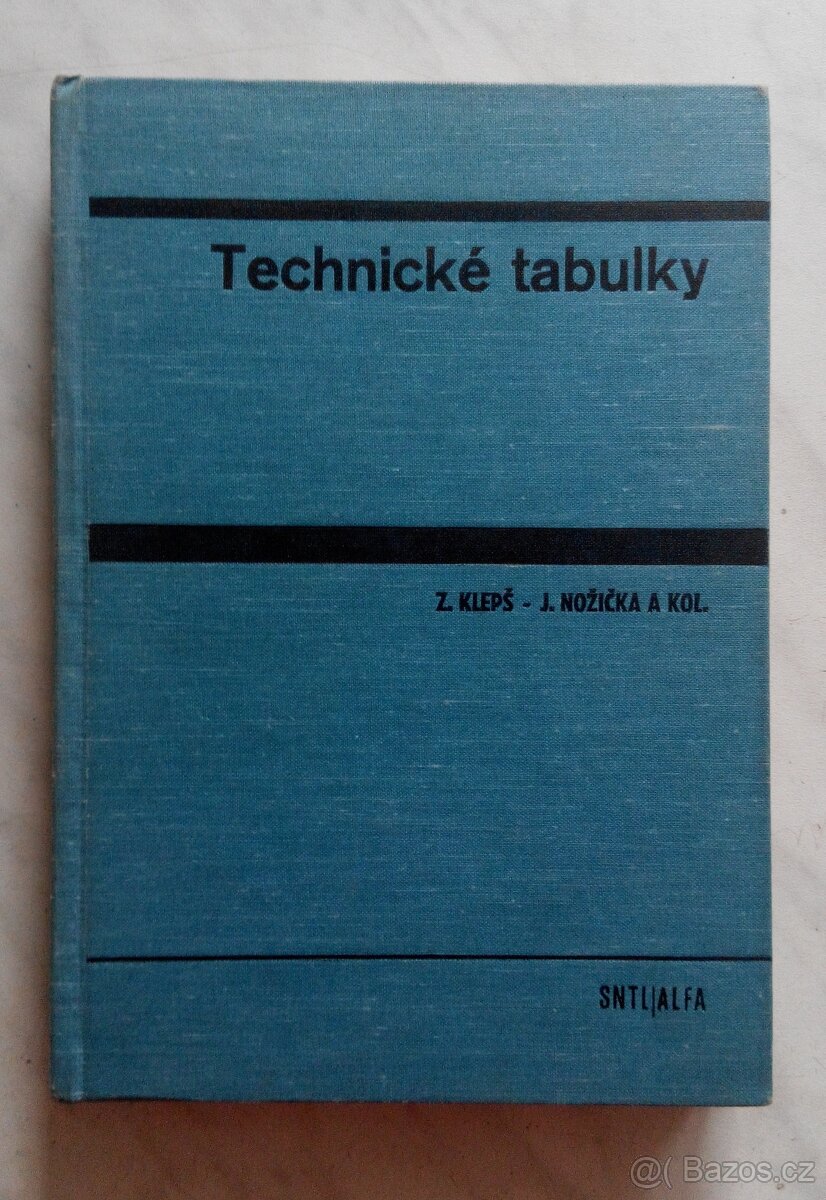 Technické tabulky
Z. KLEPŠ - J. NOŽIČKA A KOL.
SNTL/ALFA
@( Bazos.cz